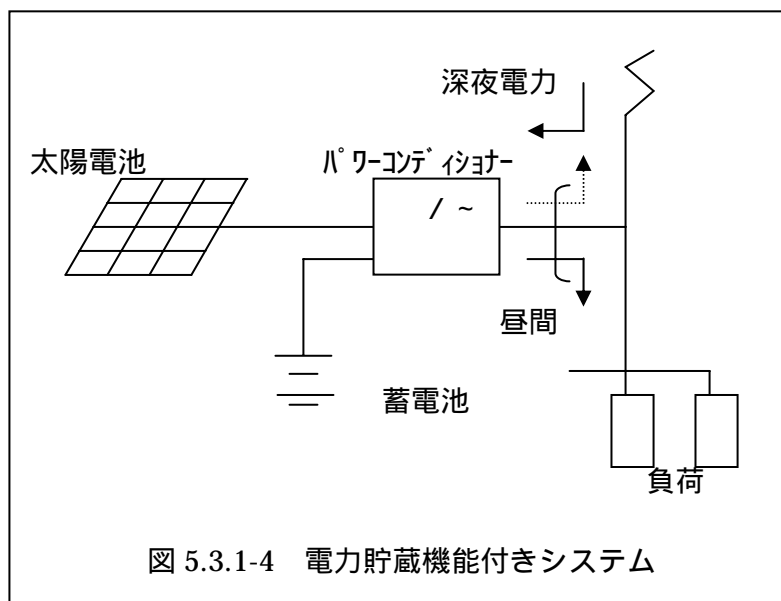 深夜電力
太陽電池
ﾊﾟﾜｰｺﾝﾃﾞｨｼｮﾅｰ
/ ~
昼間
蓄電池
負荷
図 5.3.1-4 電力貯蔵機能付きシステム